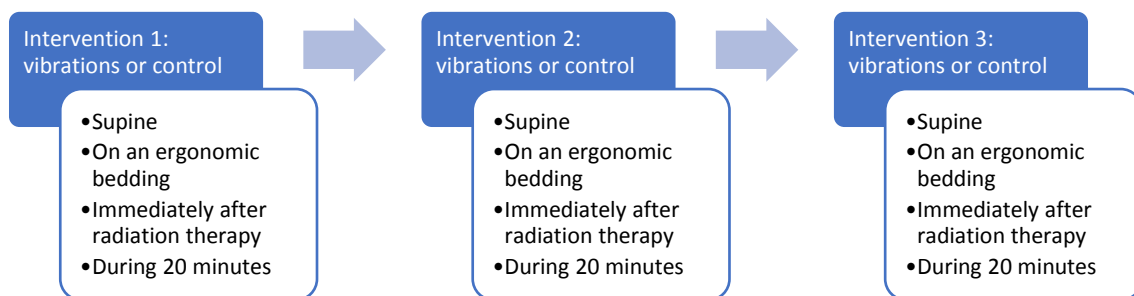 Intervention 1:
vibrations or control
•Supine
•On an ergonomic
bedding
•Immediately after
radiation therapy
•During 20 minutes
Intervention 2:
vibrations or control
•Supine
•On an ergonomic
bedding
•Immediately after
radiation therapy
•During 20 minutes
Intervention 3:
vibrations or control
•Supine
•On an ergonomic
bedding
•Immediately after
radiation therapy
•During 20 minutes